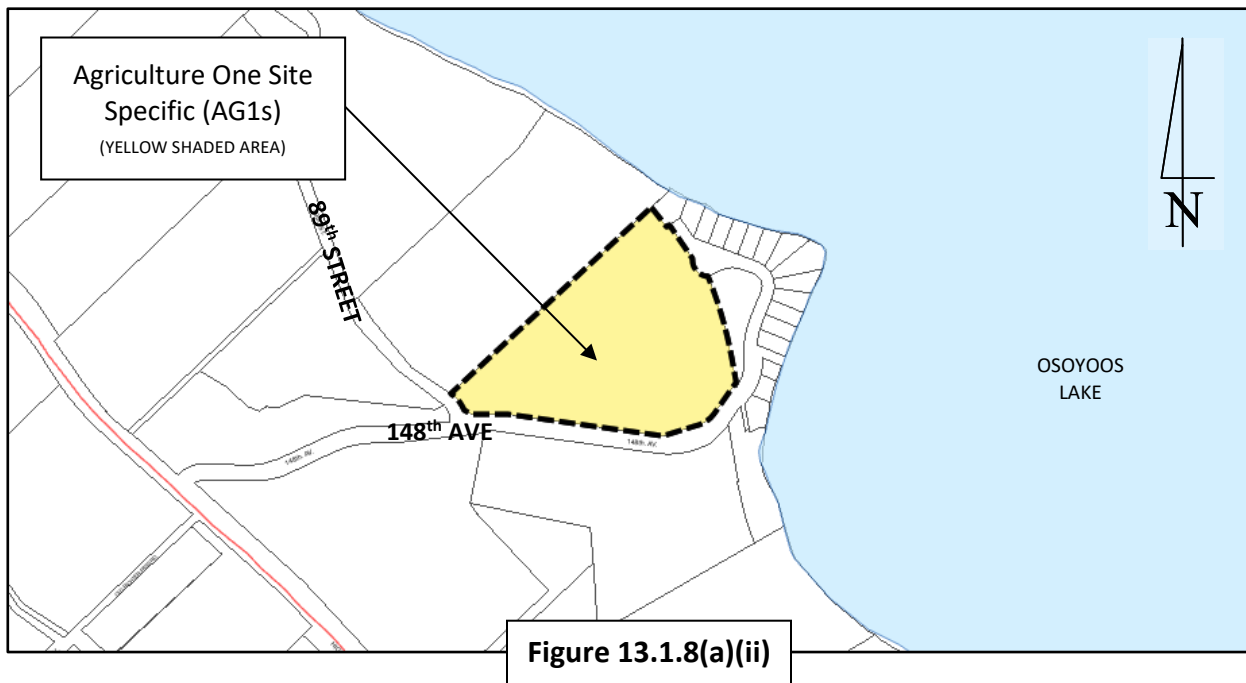 Agriculture One Site
Specific (AG1s)
(YELLOW SHADED AREA)
N
89th STREET
OSOYOOS
LAKE
148th AVE
148th. AV.
148th. AV.
Figure 13.1.8(a)(ii)